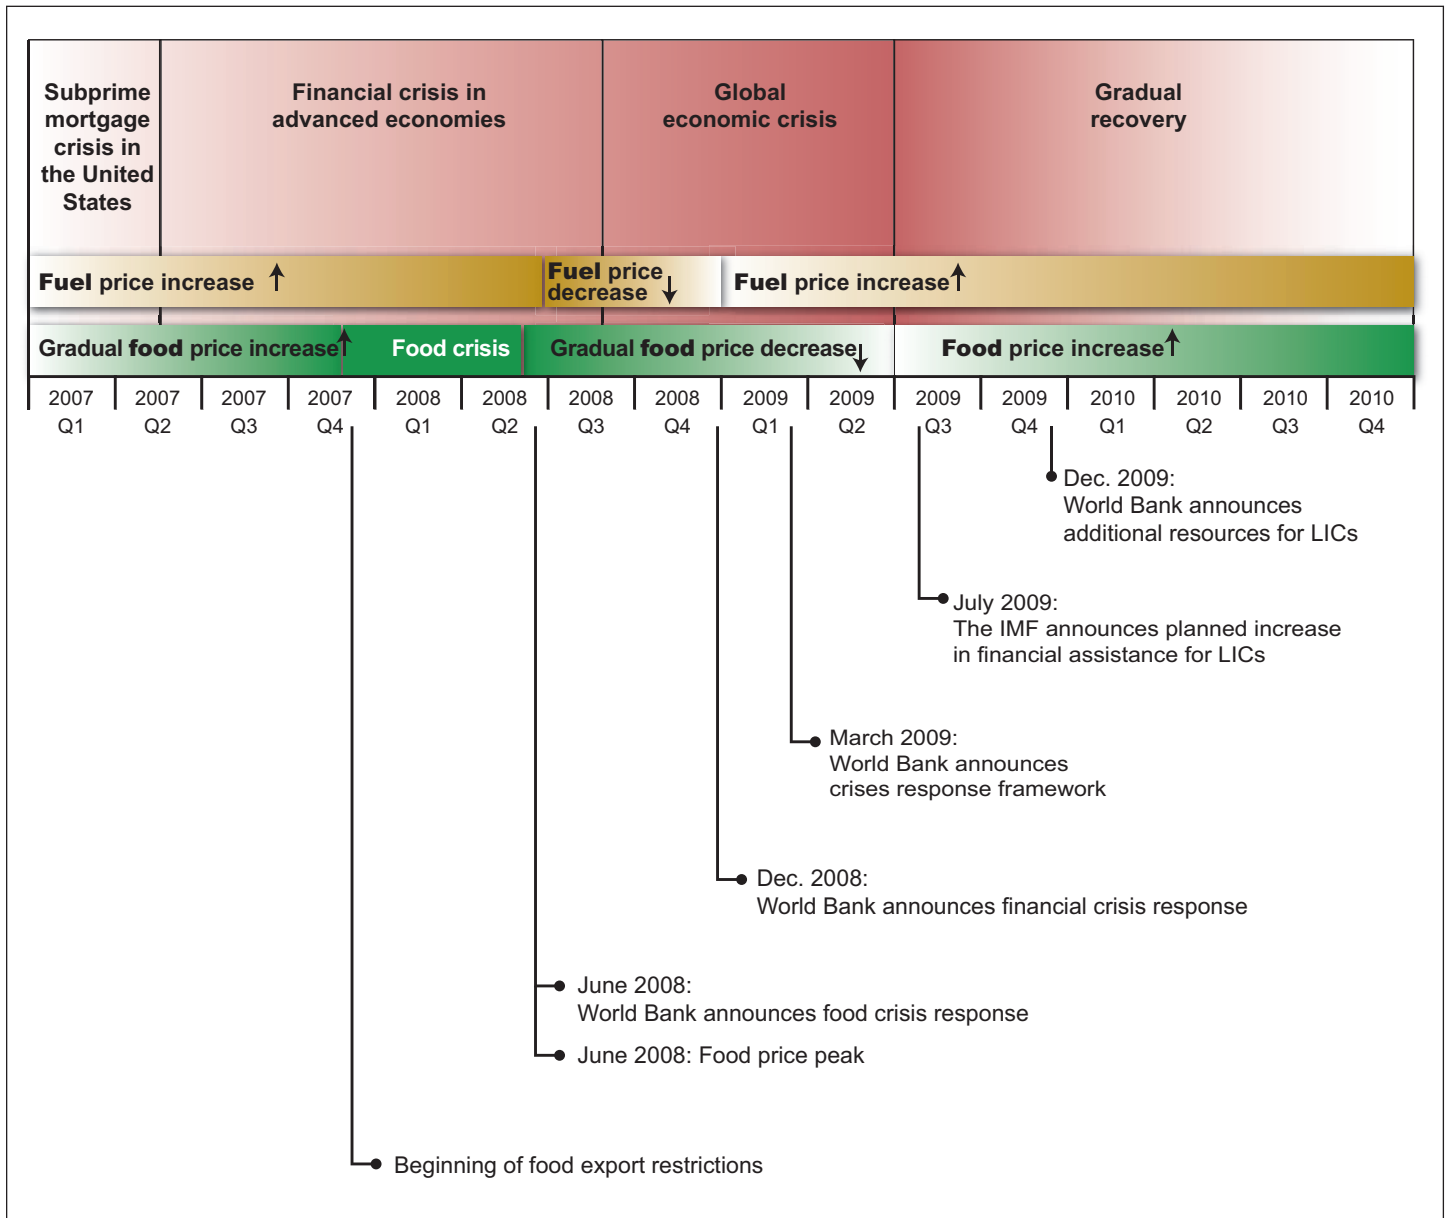 Subprime
mortgage
crisis in
the United
States
Financial crisis in
advanced economies
Global
economic crisis
Gradual
recovery
Fuel price increase
Fuel price
decrease
Fuel price increase
Gradual food price increase
Food crisis
Gradual food price decrease
Food price increase
2007
Q1
2007
Q2
2007
Q3
2007
Q4
2008
Q1
2008
Q2
2008
Q3
2008
Q4
2009
Q1
2009
Q2
2009
Q3
2009
Q4
2010
Q1
2010
Q2
2010
Q3
2010
Q4
Dec. 2009:
World Bank announces
additional resources for LICs
July 2009:
The IMF announces planned increase
in financial assistance for LICs
March 2009:
World Bank announces
crises response framework
Dec. 2008:
World Bank announces financial crisis response
June 2008:
World Bank announces food crisis response
June 2008: Food price peak
Beginning of food export restrictions